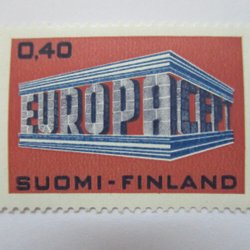 0,40
EUROPA CEPT
SUOMI-FINLAND